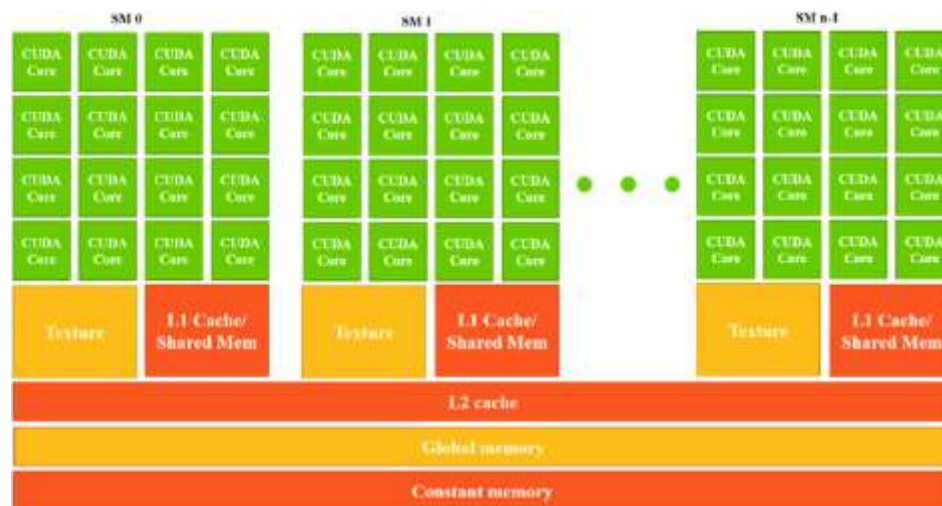 SM 0 SM 1 SM n-1
CUDA CUDA CUDA CUDA CUDA CUDA CUDA CUDA CUDA CUDA CUDA CUDA
Core Core Core Core Core Core Core Core Core Core Core Core
CUDA CUDA CUDA CUDA CUDA CUDA CUDA CUDA CUDA CUDA CUDA CUDA
Core Core Core Core Core Core Core Core Core Core Core Core
CUDA CUDA CUDA CUDA CUDA CUDA CUDA CUDA CUDA CUDA CUDA CUDA
Core Core Core Core Core Core Core Core Core Core Core Core
CUDA CUDA CUDA CUDA CUDA CUDA CUDA CUDA CUDA CUDA CUDA CUDA
Core Core Core Core Core Core Core Core Core Core Core Core
Texture L1 Cache/ Texture L1 Cache/ Texture L1 Cache/
Shared Mem Shared Mem Shared Mem
L2 cache
Global memory
Constant memory